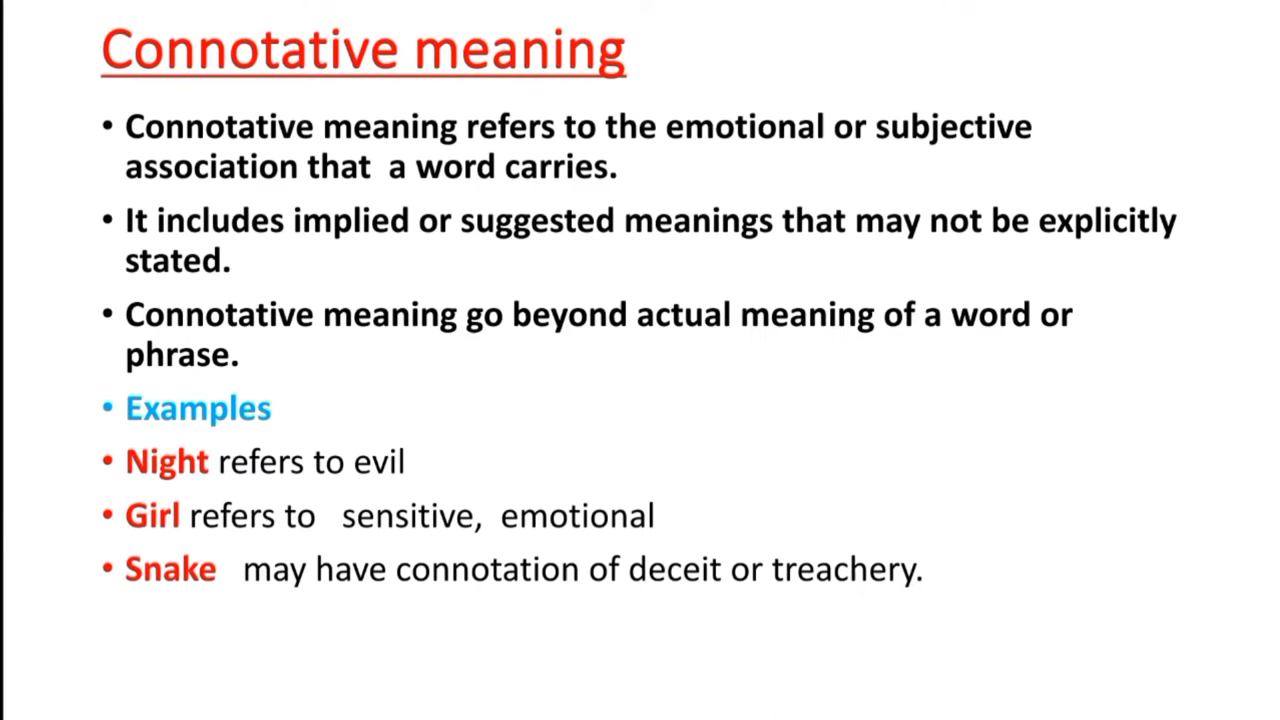 Connotative meaning
• Connotative meaning refers to the emotional or subjective
association that a word carries.
• It includes implied or suggested meanings that may not be explicitly
stated.
• Connotative meaning go beyond actual meaning of a word or
phrase.
• Examples
• Night refers to evil
• Girl refers to sensitive, emotional
• Snake may have connotation of deceit or treachery.